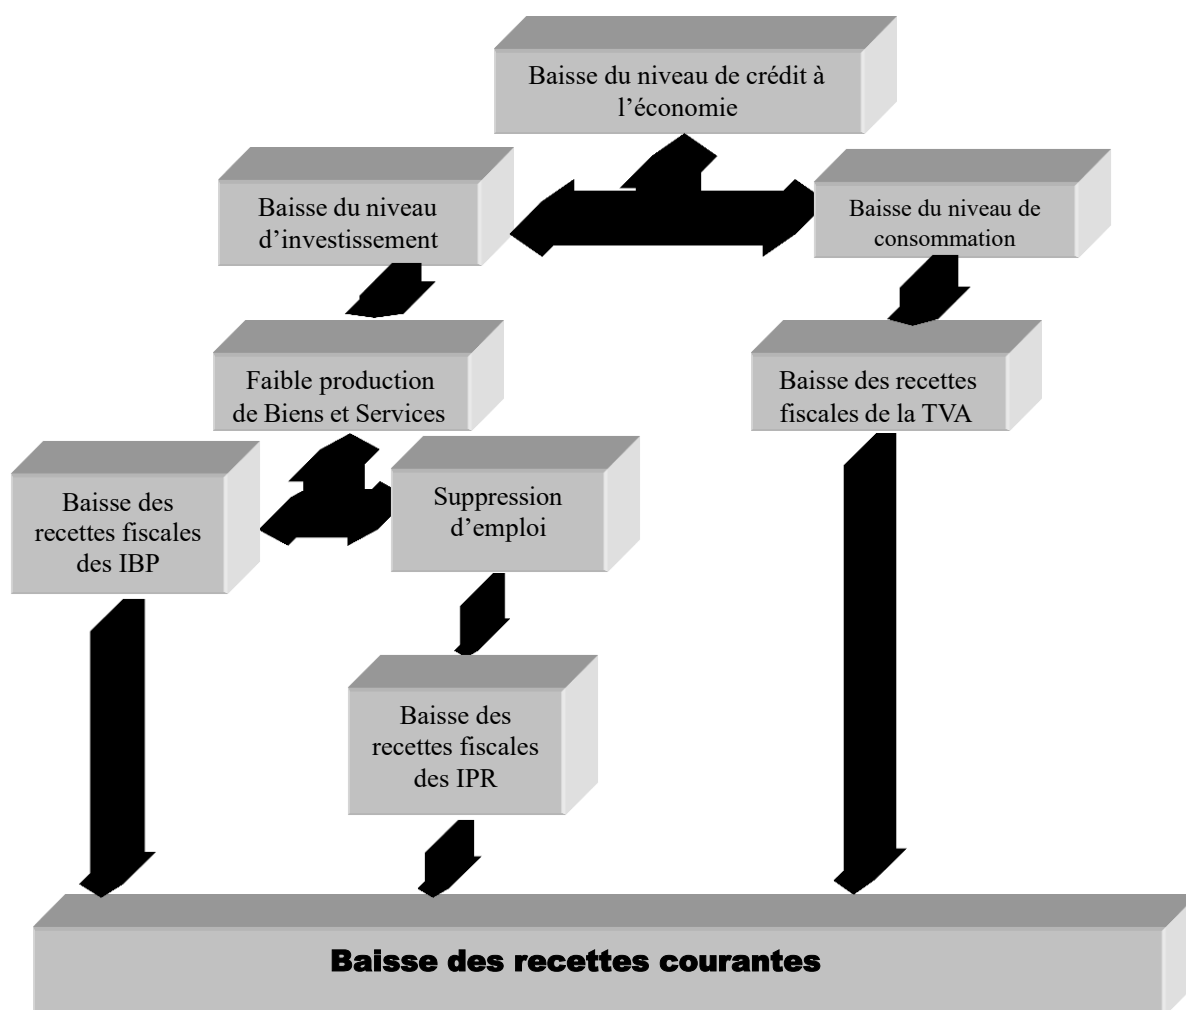 Baisse du niveau de crédit à
l’économie
Baisse du niveau
d’investissement
Baisse du niveau de
consommation
Faible production
de Biens et Services
Baisse des recettes
fiscales de la TVA
Baisse des
recettes fiscales
des IBP
Suppression
d’emploi
Baisse des
recettes fiscales
des IPR
Baisse des recettes courantes